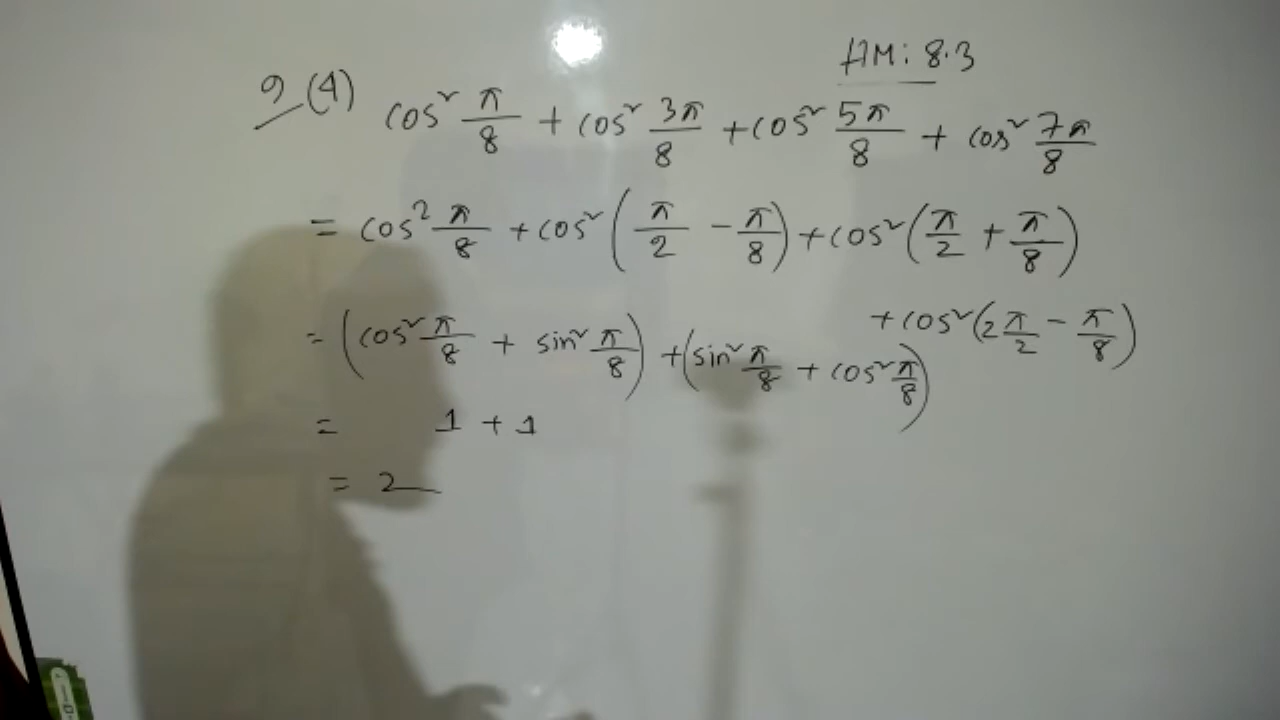 HM: 8.3
9 (4) cos² π/8 + cos² 3π/8 + cos² 5π/8 + cos² 7π/8
= cos² π/8 + cos² (π/2 − π/8) + cos² (π/2 + π/8)
+ cos² (2π/2 − π/8)
= (cos² π/8 + sin² π/8) + (sin² π/8 + cos² π/8)
= 1 + 1
= 2